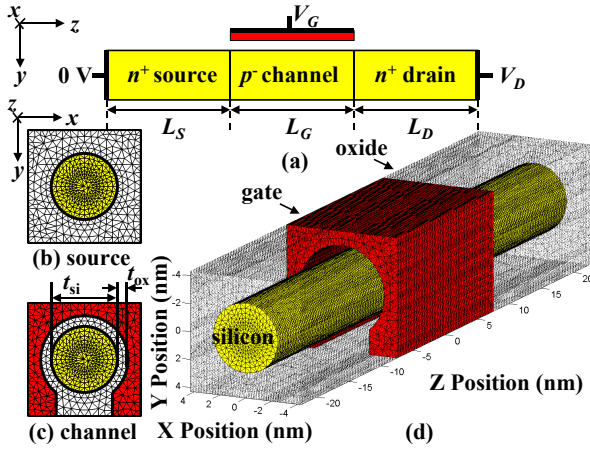 x
z
y
V_G
0 V
n⁺ source
p⁻ channel
n⁺ drain
V_D
L_S
L_G
L_D
(a)
z
x
y
(b) source
t_si
t_ox
(c) channel
oxide
gate
silicon
Y Position (nm)
-4
-2
0
2
4
X Position (nm)
4
2
0
-2
-4
Z Position (nm)
-20
-15
-10
-5
0
5
10
15
20
(d)